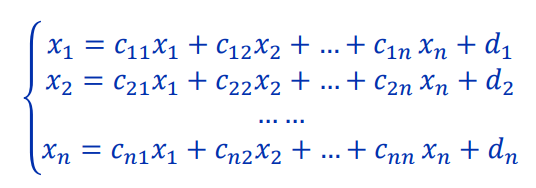 x₁ = c₁₁x₁ + c₁₂x₂ + ... + c₁ₙ xₙ + d₁
x₂ = c₂₁x₁ + c₂₂x₂ + ... + c₂ₙ xₙ + d₂
... ...
xₙ = cₙ₁x₁ + cₙ₂x₂ + ... + cₙₙ xₙ + dₙ